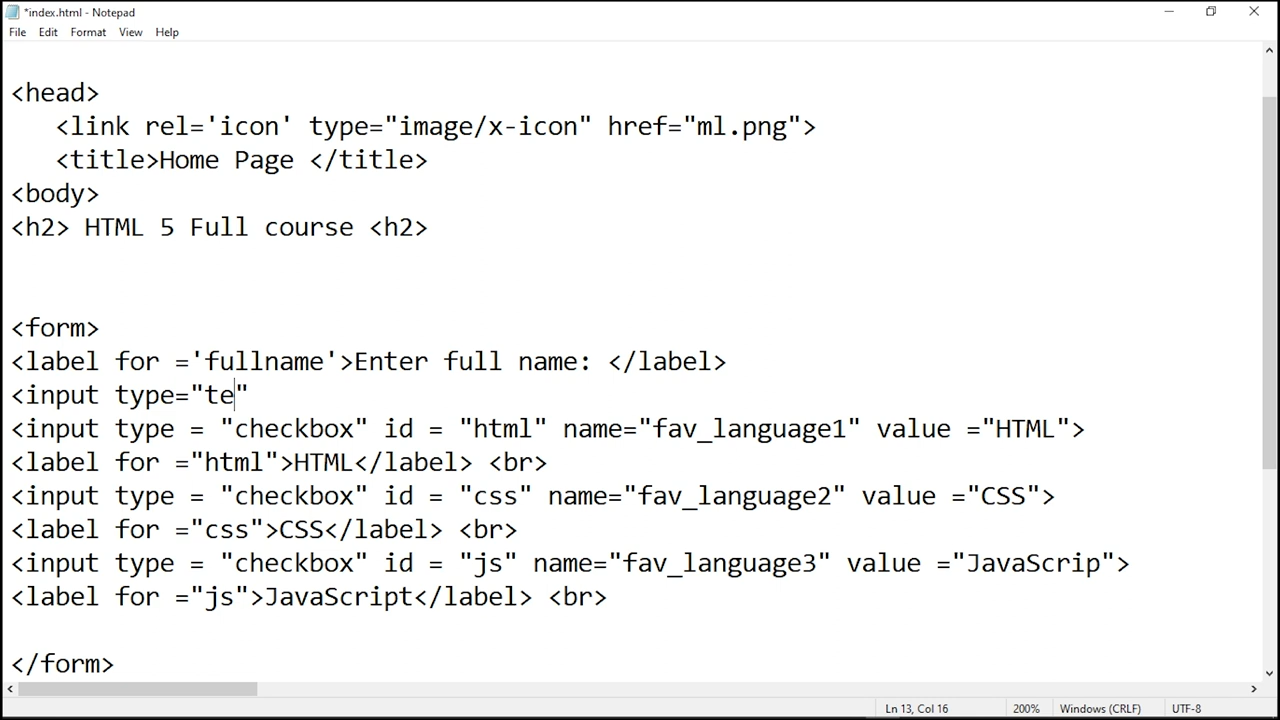 *index.html - Notepad
File Edit Format View Help
<head>
<link rel='icon' type="image/x-icon" href="ml.png">
<title>Home Page </title>
<body>
<h2> HTML 5 Full course <h2>
<form>
<label for ='fullname'>Enter full name: </label>
<input type="te"
<input type = "checkbox" id = "html" name="fav_language1" value ="HTML">
<label for ="html">HTML</label> <br>
<input type = "checkbox" id = "css" name="fav_language2" value ="CSS">
<label for ="css">CSS</label> <br>
<input type = "checkbox" id = "js" name="fav_language3" value ="JavaScrip">
<label for ="js">JavaScript</label> <br>
</form>
Ln 13, Col 16 200% Windows (CRLF) UTF-8